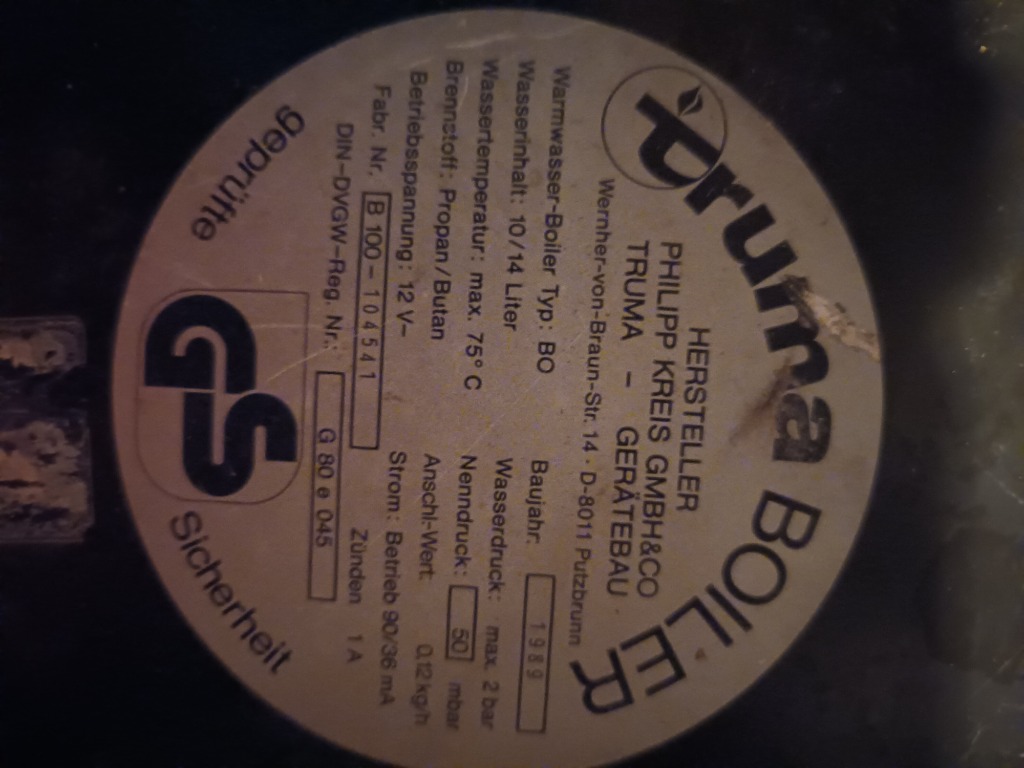 truma BOILER
HERSTELLER
PHILIPP KREIS GMBH&CO
TRUMA – GERÄTEBAU
Wernher-von-Braun-Str. 14 · D-8011 Putzbrunn
Warmwasser-Boiler Typ: BO Baujahr: 1989
Wasserinhalt: 10/14 Liter Wasserdruck: max. 2 bar
Wassertemperatur: max. 75° C Nenndruck: 50 mbar
Brennstoff: Propan/Butan Anschl-Wert 0,12 kg/h
Betriebsspannung: 12 V– Strom: Betrieb 90/36 mA
Fabr. Nr. B 100 – 104541 Zünden 1 A
DIN-DVGW-Reg. Nr.: G 80 e 045
geprüfte GS Sicherheit